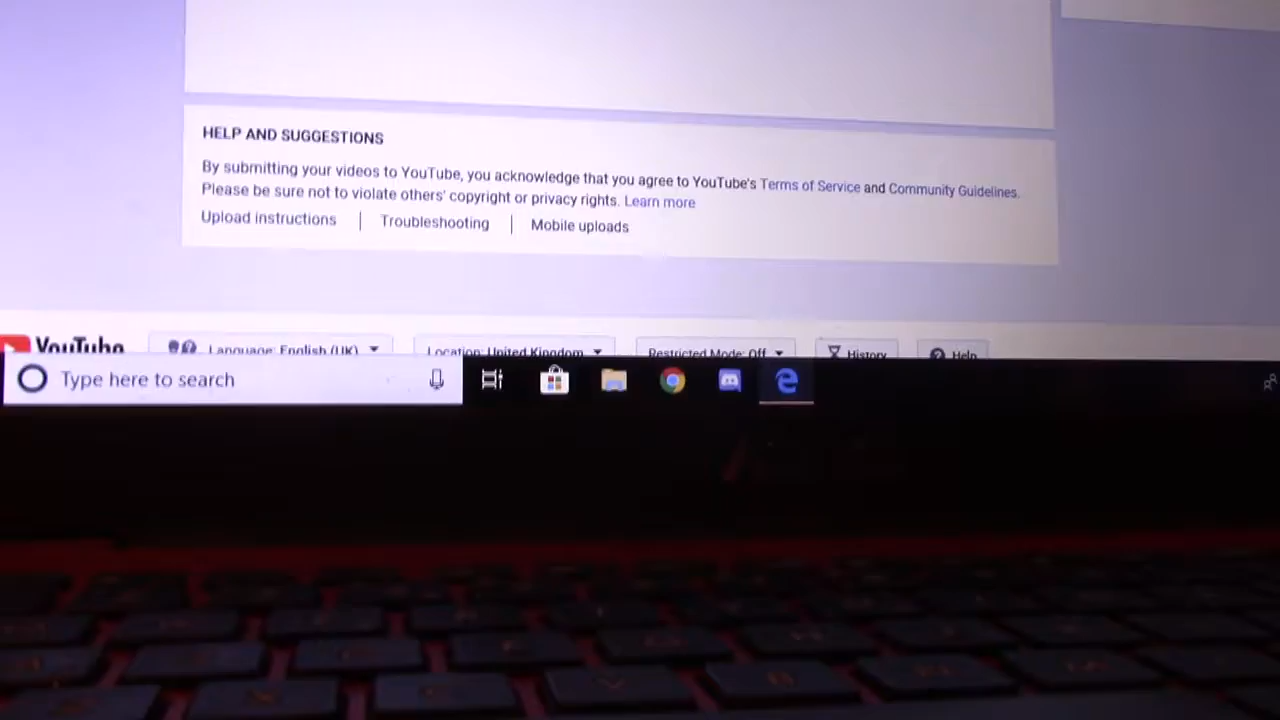 HELP AND SUGGESTIONS
By submitting your videos to YouTube, you acknowledge that you agree to YouTube's Terms of Service and Community Guidelines.
Please be sure not to violate others' copyright or privacy rights. Learn more
Upload instructions | Troubleshooting | Mobile uploads
YouTube Language: English (UK) Location: United Kingdom Restricted Mode: Off History Help
Type here to search